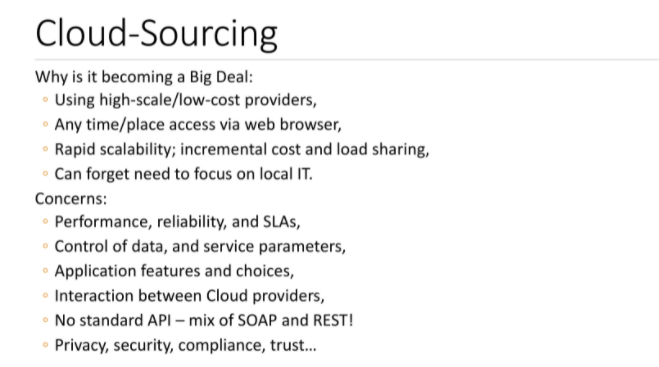 Cloud-Sourcing
Why is it becoming a Big Deal:
◦ Using high-scale/low-cost providers,
◦ Any time/place access via web browser,
◦ Rapid scalability; incremental cost and load sharing,
◦ Can forget need to focus on local IT.
Concerns:
◦ Performance, reliability, and SLAs,
◦ Control of data, and service parameters,
◦ Application features and choices,
◦ Interaction between Cloud providers,
◦ No standard API – mix of SOAP and REST!
◦ Privacy, security, compliance, trust...